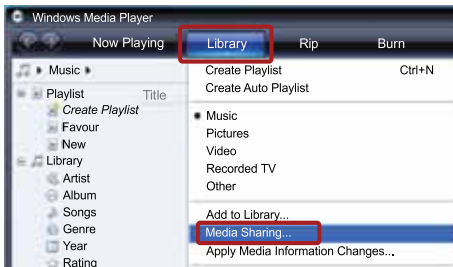 Windows Media Player
Now Playing Library Rip Burn
Music
Playlist Title
Create Playlist
Favour
New
Library
Artist
Album
Songs
Genre
Year
Rating
Create Playlist Ctrl+N
Create Auto Playlist
Music
Pictures
Video
Recorded TV
Other
Add to Library...
Media Sharing...
Apply Media Information Changes...